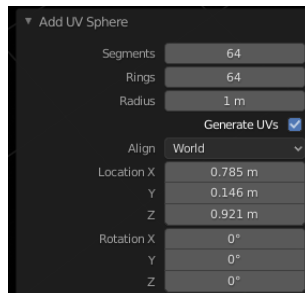 Add UV Sphere
Segments 64
Rings 64
Radius 1 m
Generate UVs
Align World
Location X 0.785 m
Y 0.146 m
Z 0.921 m
Rotation X 0°
Y 0°
Z 0°